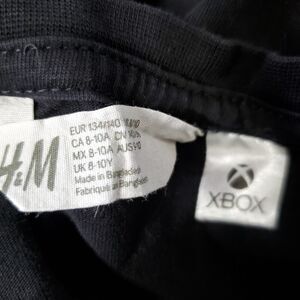 H&M
EUR 134/140
CA 8-10A
MX 8-10A AUS
UK 8-10Y
Made in Bangladesh
Fabriqué au Bangladesh
XBOX